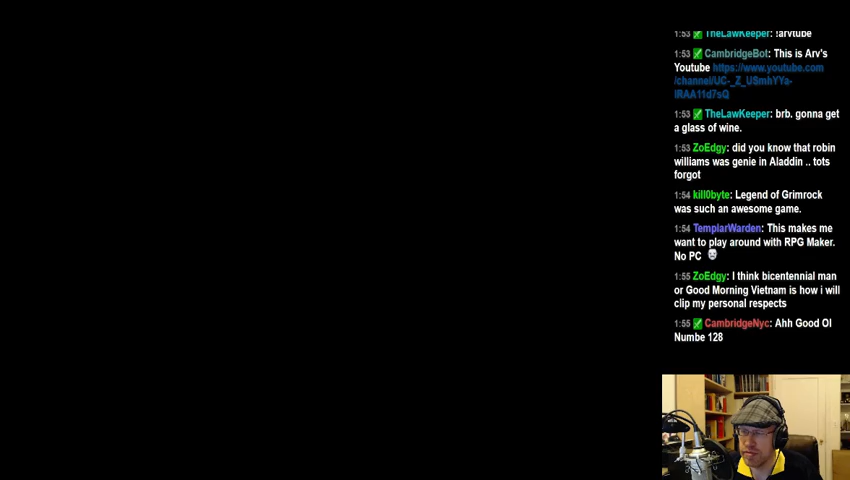 1:53 TheLawKeeper: !arvtube
1:53 CambridgeBot: This is Arv's
Youtube https://www.youtube.com
/channel/UC-_Z_USmhYYa-
IRAA11d7sQ
1:53 TheLawKeeper: brb. gonna get
a glass of wine.
1:53 ZoEdgy: did you know that robin
williams was genie in Aladdin .. tots
forgot
1:54 kill0byte: Legend of Grimrock
was such an awesome game.
1:54 TemplarWarden: This makes me
want to play around with RPG Maker.
No PC
1:55 ZoEdgy: I think bicentennial man
or Good Morning Vietnam is how i will
clip my personal respects
1:55 CambridgeNyc: Ahh Good Ol
Numbe 128